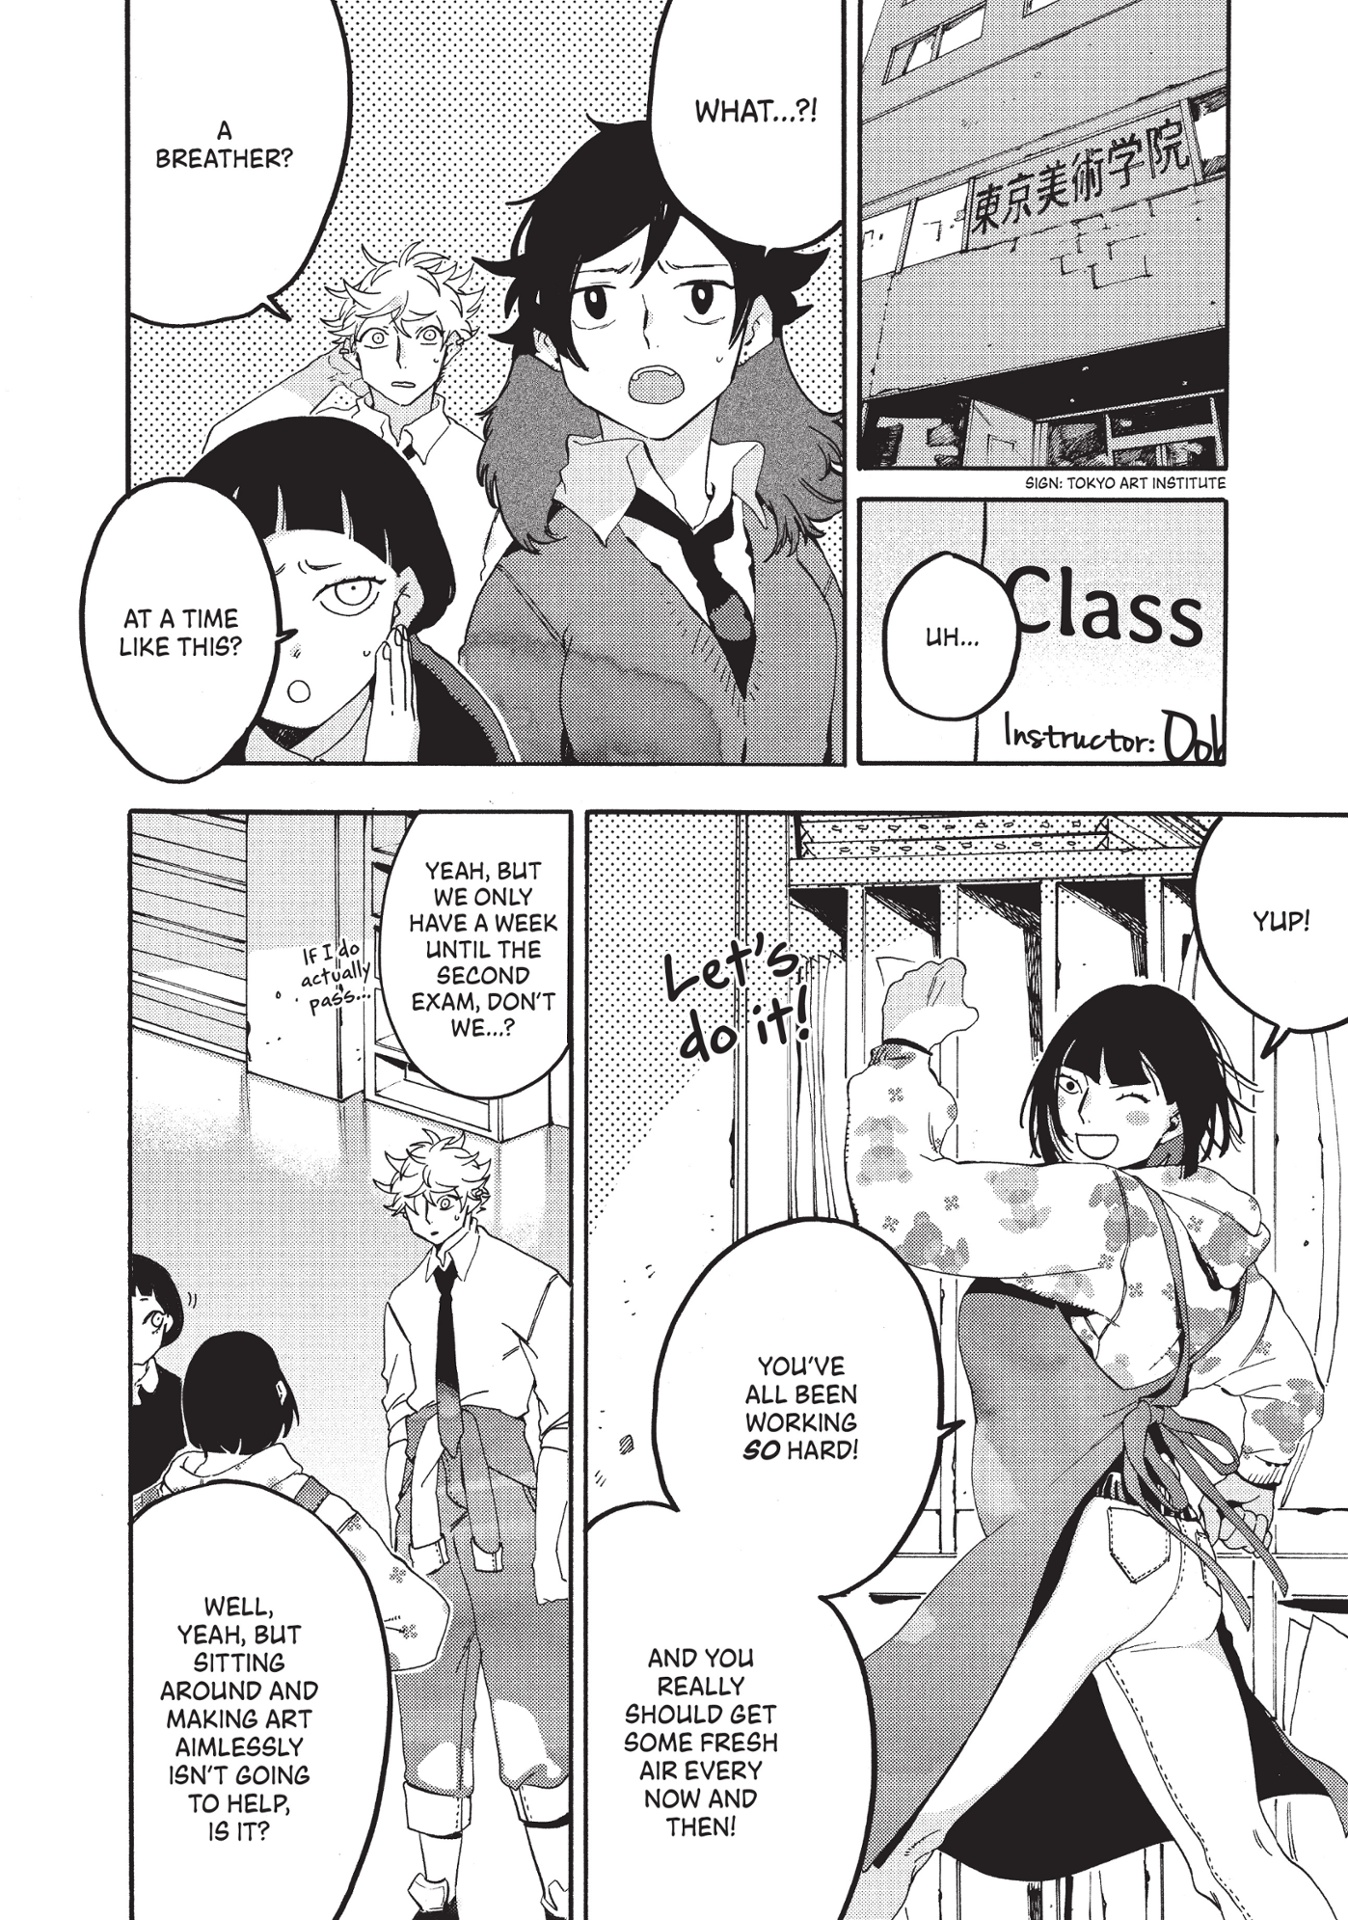 東京美術学院
SIGN: TOKYO ART INSTITUTE
Class
Instructor:
UH...
WHAT...?!
A
BREATHER?
AT A TIME
LIKE THIS?
YUP!
Let's
do it!
YOU'VE
ALL BEEN
WORKING
SO HARD!
AND YOU
REALLY
SHOULD GET
SOME FRESH
AIR EVERY
NOW AND
THEN!
YEAH, BUT
WE ONLY
HAVE A WEEK
UNTIL THE
SECOND
EXAM, DON'T
WE...?
If I do
actually
pass...
WELL,
YEAH, BUT
SITTING
AROUND AND
MAKING ART
AIMLESSLY
ISN'T GOING
TO HELP,
IS IT?